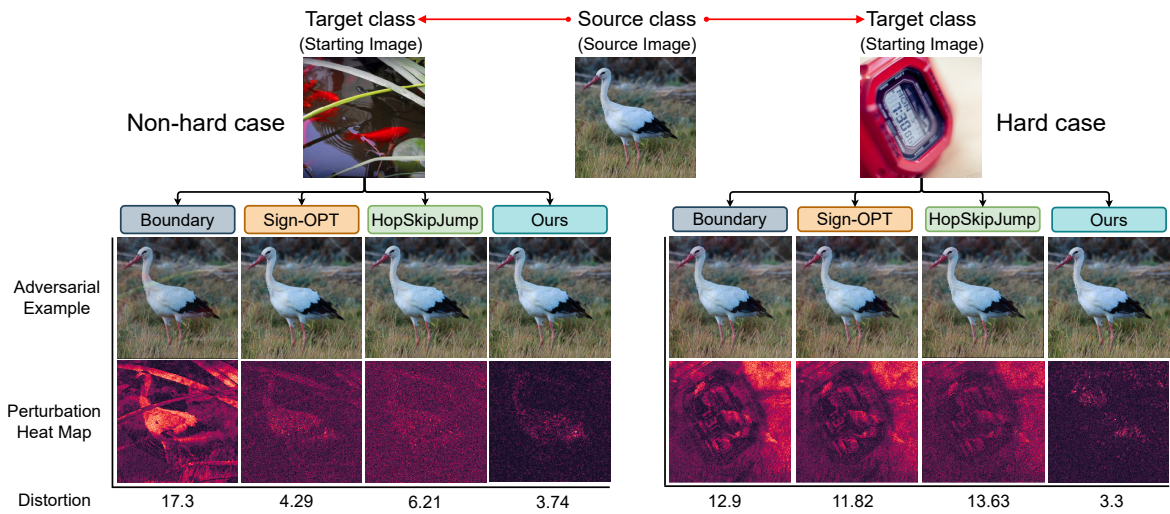 Target class
(Starting Image)
Source class
(Source Image)
Target class
(Starting Image)
Non-hard case
Hard case
Boundary
Sign-OPT
HopSkipJump
Ours
Boundary
Sign-OPT
HopSkipJump
Ours
Adversarial
Example
Perturbation
Heat Map
Distortion
17.3
4.29
6.21
3.74
12.9
11.82
13.63
3.3